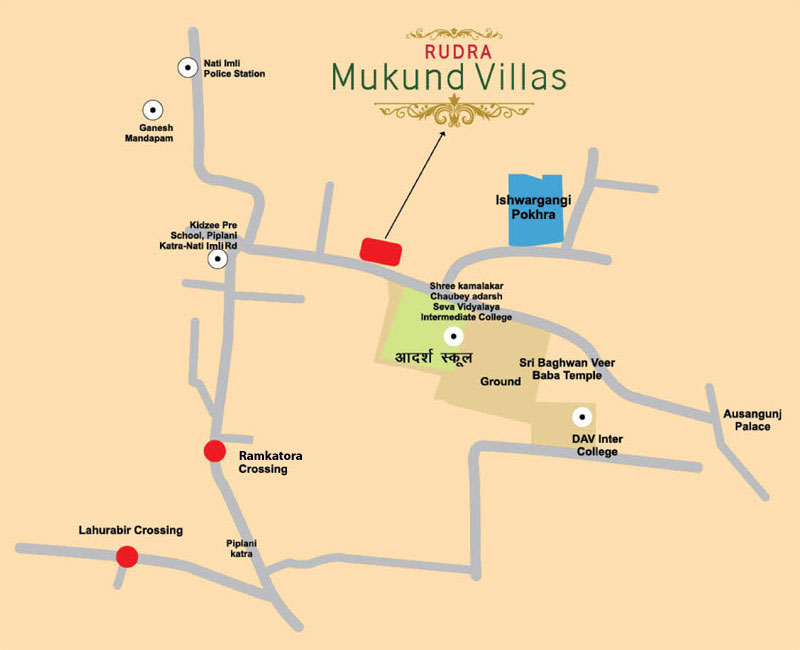 RUDRA
Mukund Villas
Nati Imli
Police Station
Ganesh
Mandapam
Ishwargangi
Pokhra
Kidzee Pre
School, Piplani
Katra-Nati Imli Rd
Shree kamalakar
Chaubey adarsh
Seva Vidyalaya
Intermediate College
आदर्श स्कूल
Sri Baghwan Veer
Baba Temple
Ground
Ausangunj
Palace
DAV Inter
College
Ramkatora
Crossing
Lahurabir Crossing
Piplani
katra